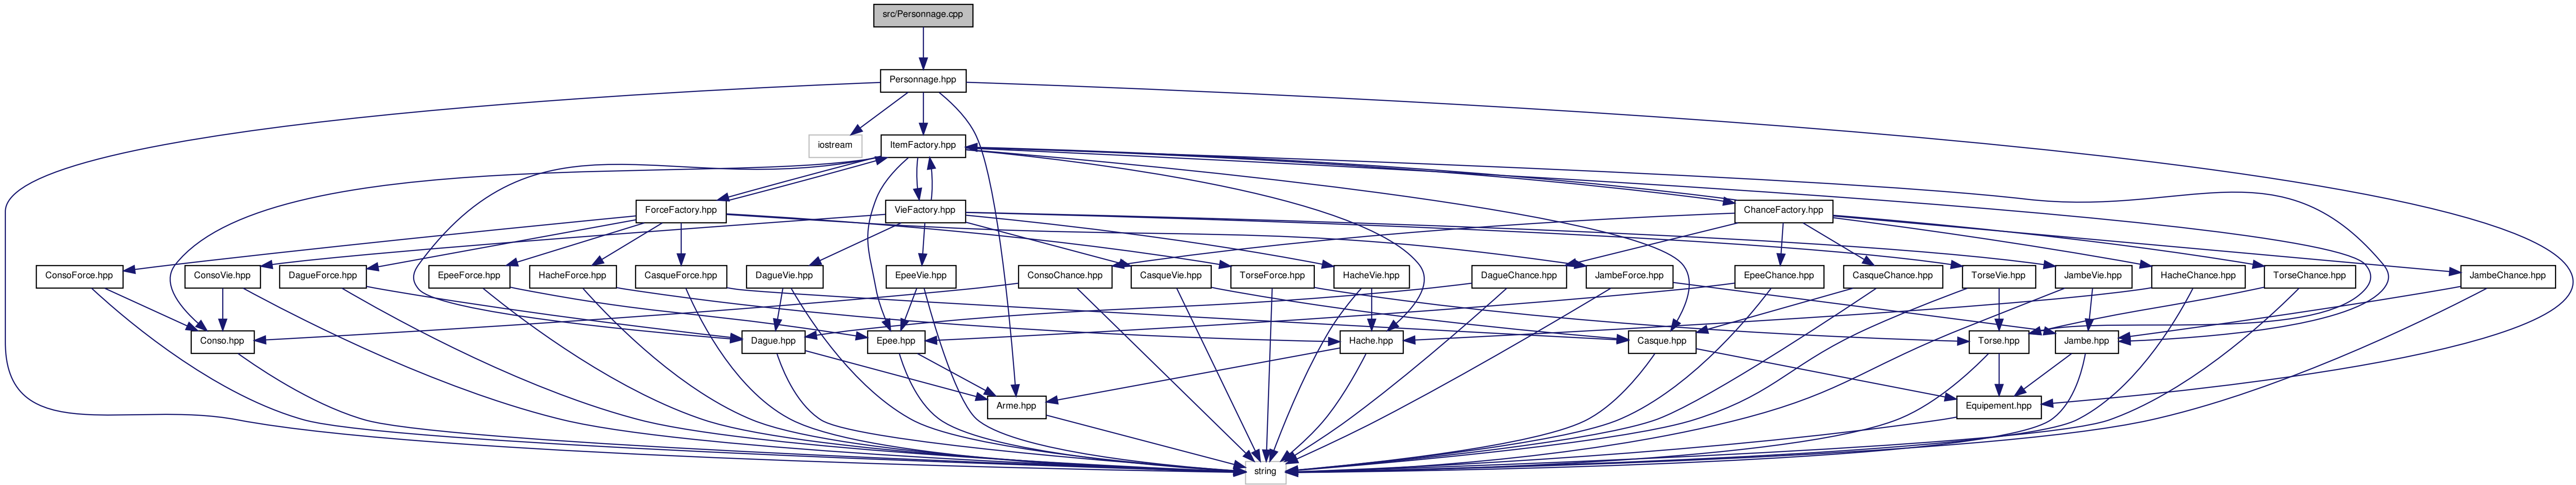 src/Personnage.cpp
Personnage.hpp
iostream
ItemFactory.hpp
ForceFactory.hpp
VieFactory.hpp
ChanceFactory.hpp
ConsoForce.hpp
ConsoVie.hpp
DagueForce.hpp
EpeeForce.hpp
HacheForce.hpp
CasqueForce.hpp
DagueVie.hpp
EpeeVie.hpp
ConsoChance.hpp
CasqueVie.hpp
TorseForce.hpp
HacheVie.hpp
DagueChance.hpp
JambeForce.hpp
EpeeChance.hpp
CasqueChance.hpp
TorseVie.hpp
JambeVie.hpp
HacheChance.hpp
TorseChance.hpp
JambeChance.hpp
Conso.hpp
Dague.hpp
Epee.hpp
Hache.hpp
Casque.hpp
Torse.hpp
Jambe.hpp
Arme.hpp
Equipement.hpp
string